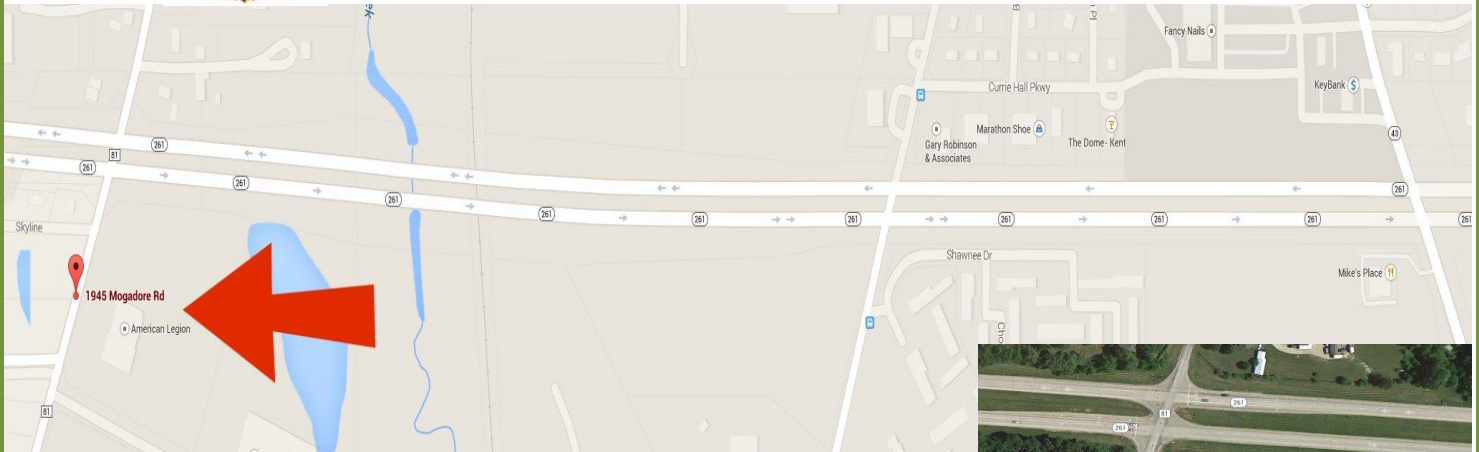 Fancy Nails
KeyBank
Currie Hall Pkwy
Marathon Shoe
The Dome- Kent
Gary Robinson
& Associates
43
261
81
261
261
261
261
261
261
261
261
261
261
261
Skyline
Shawnee Dr
Mike's Place
1945 Mogadore Rd
American Legion
81
261
81
261